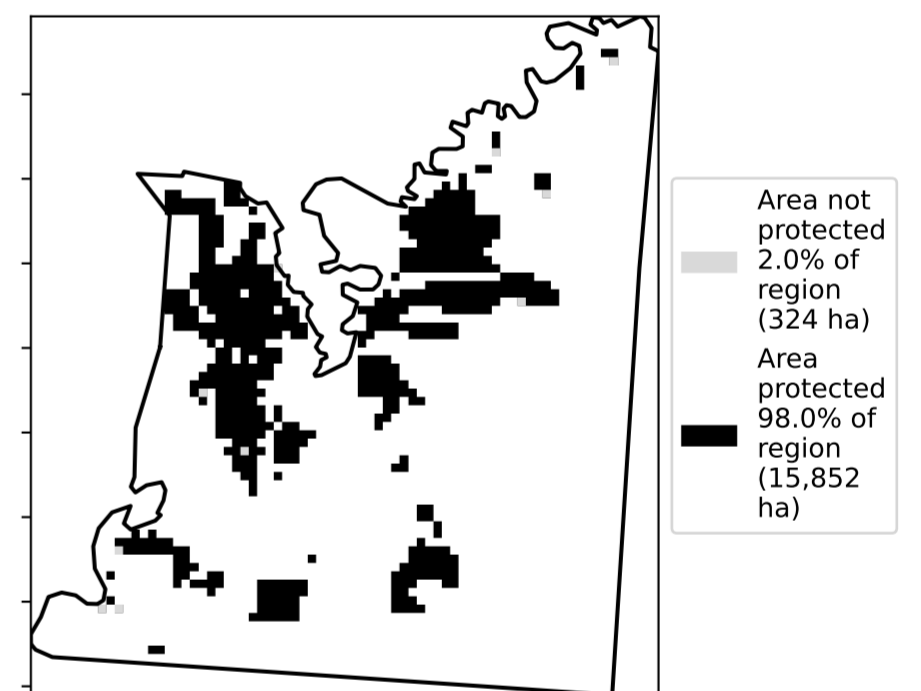 Area not
protected
2.0% of
region
(324 ha)
Area
protected
98.0% of
region
(15,852
ha)